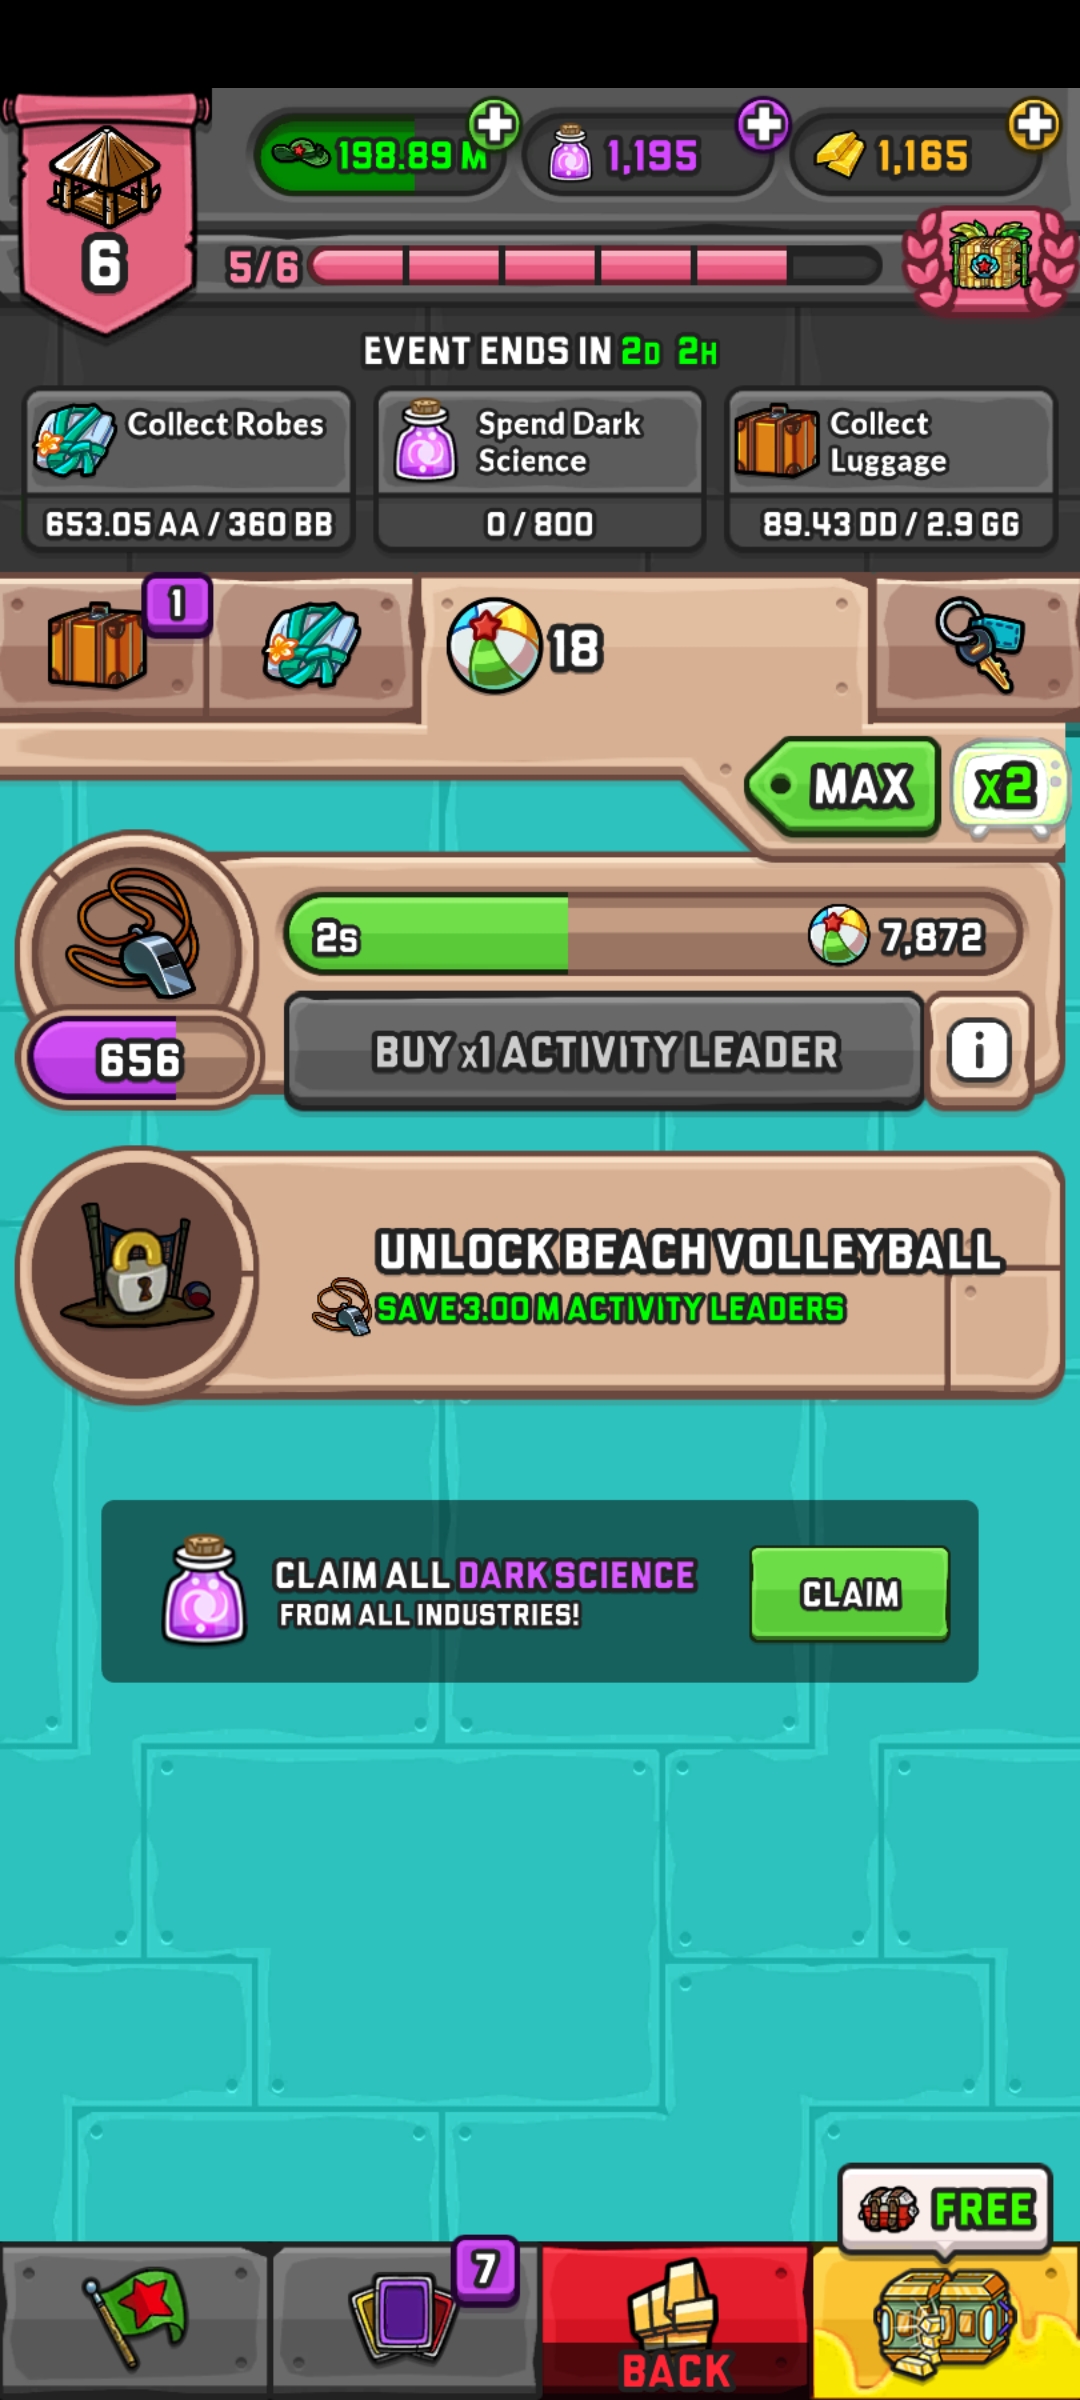 198.89 M
1,195
1,165
6
5/6
EVENT ENDS IN 2D 2H
Collect Robes
653.05 AA / 360 BB
Spend Dark
Science
0 / 800
Collect
Luggage
89.43 DD / 2.9 GG
1
18
MAX
x2
2s
7,872
656
BUY x1 ACTIVITY LEADER
i
UNLOCK BEACH VOLLEYBALL
SAVE 3.00 M ACTIVITY LEADERS
CLAIM ALL DARK SCIENCE
FROM ALL INDUSTRIES!
CLAIM
FREE
7
BACK